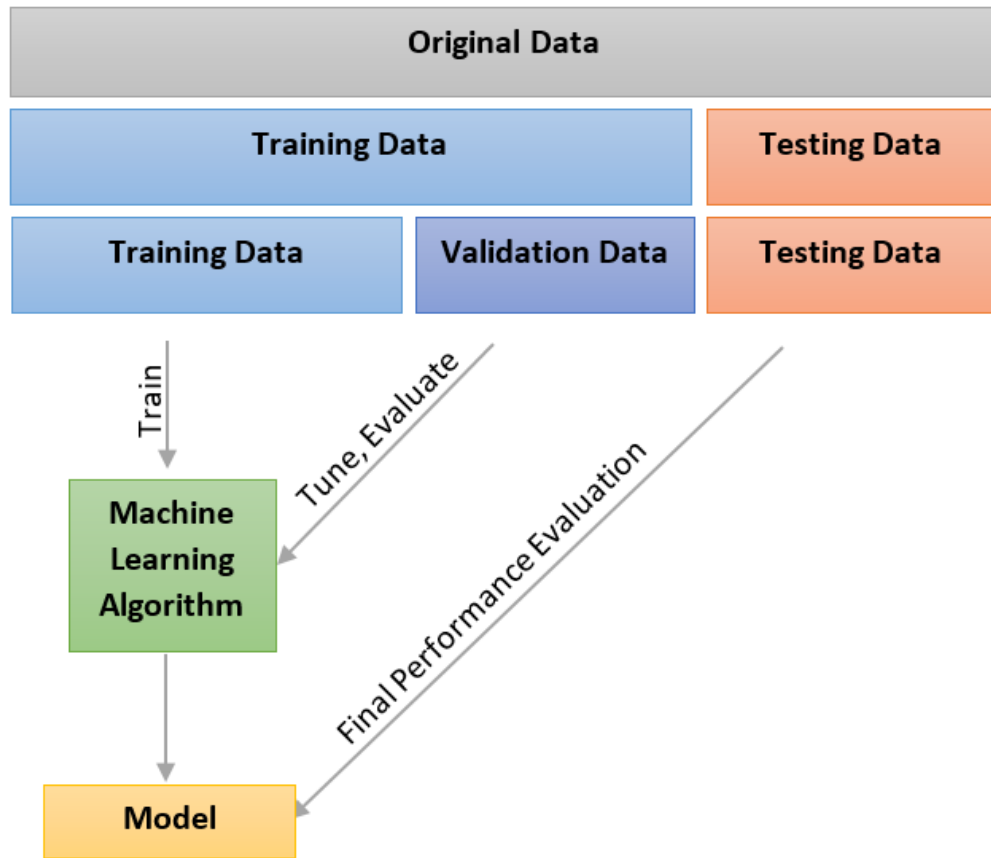 Original Data
Training Data
Testing Data
Training Data
Validation Data
Testing Data
Train
Tune, Evaluate
Final Performance Evaluation
Machine
Learning
Algorithm
Model